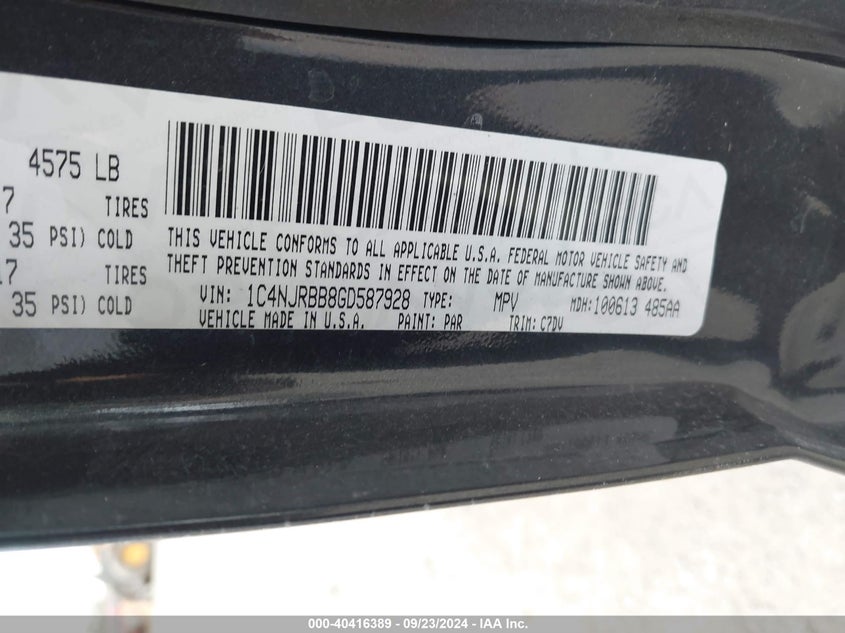 4575 LB
7 TIRES
35 PSI) COLD
17 TIRES
35 PSI) COLD
THIS VEHICLE CONFORMS TO ALL APPLICABLE U.S.A. FEDERAL MOTOR VEHICLE SAFETY AND
THEFT PREVENTION STANDARDS IN EFFECT ON THE DATE OF MANUFACTURE SHOWN ABOVE.
VIN: 1C4NJRBB8GD587928 TYPE: MPV MDH:100613 485AA
VEHICLE MADE IN U.S.A. PAINT: PAR TRIM: C7DV
000-40416389 - 09/23/2024 - IAA Inc.